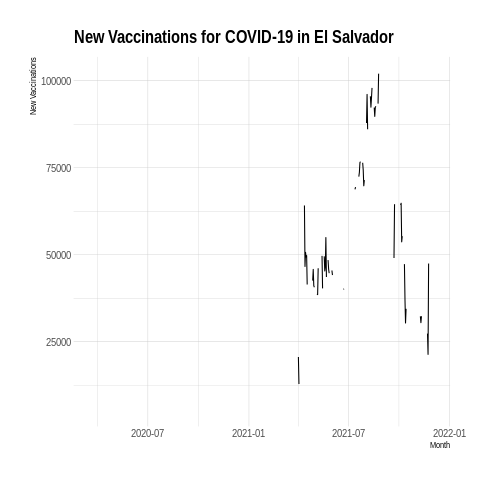 New Vaccinations for COVID-19 in El Salvador
New Vaccinations
100000
75000
50000
25000
2020-07
2021-01
2021-07
2022-01
Month